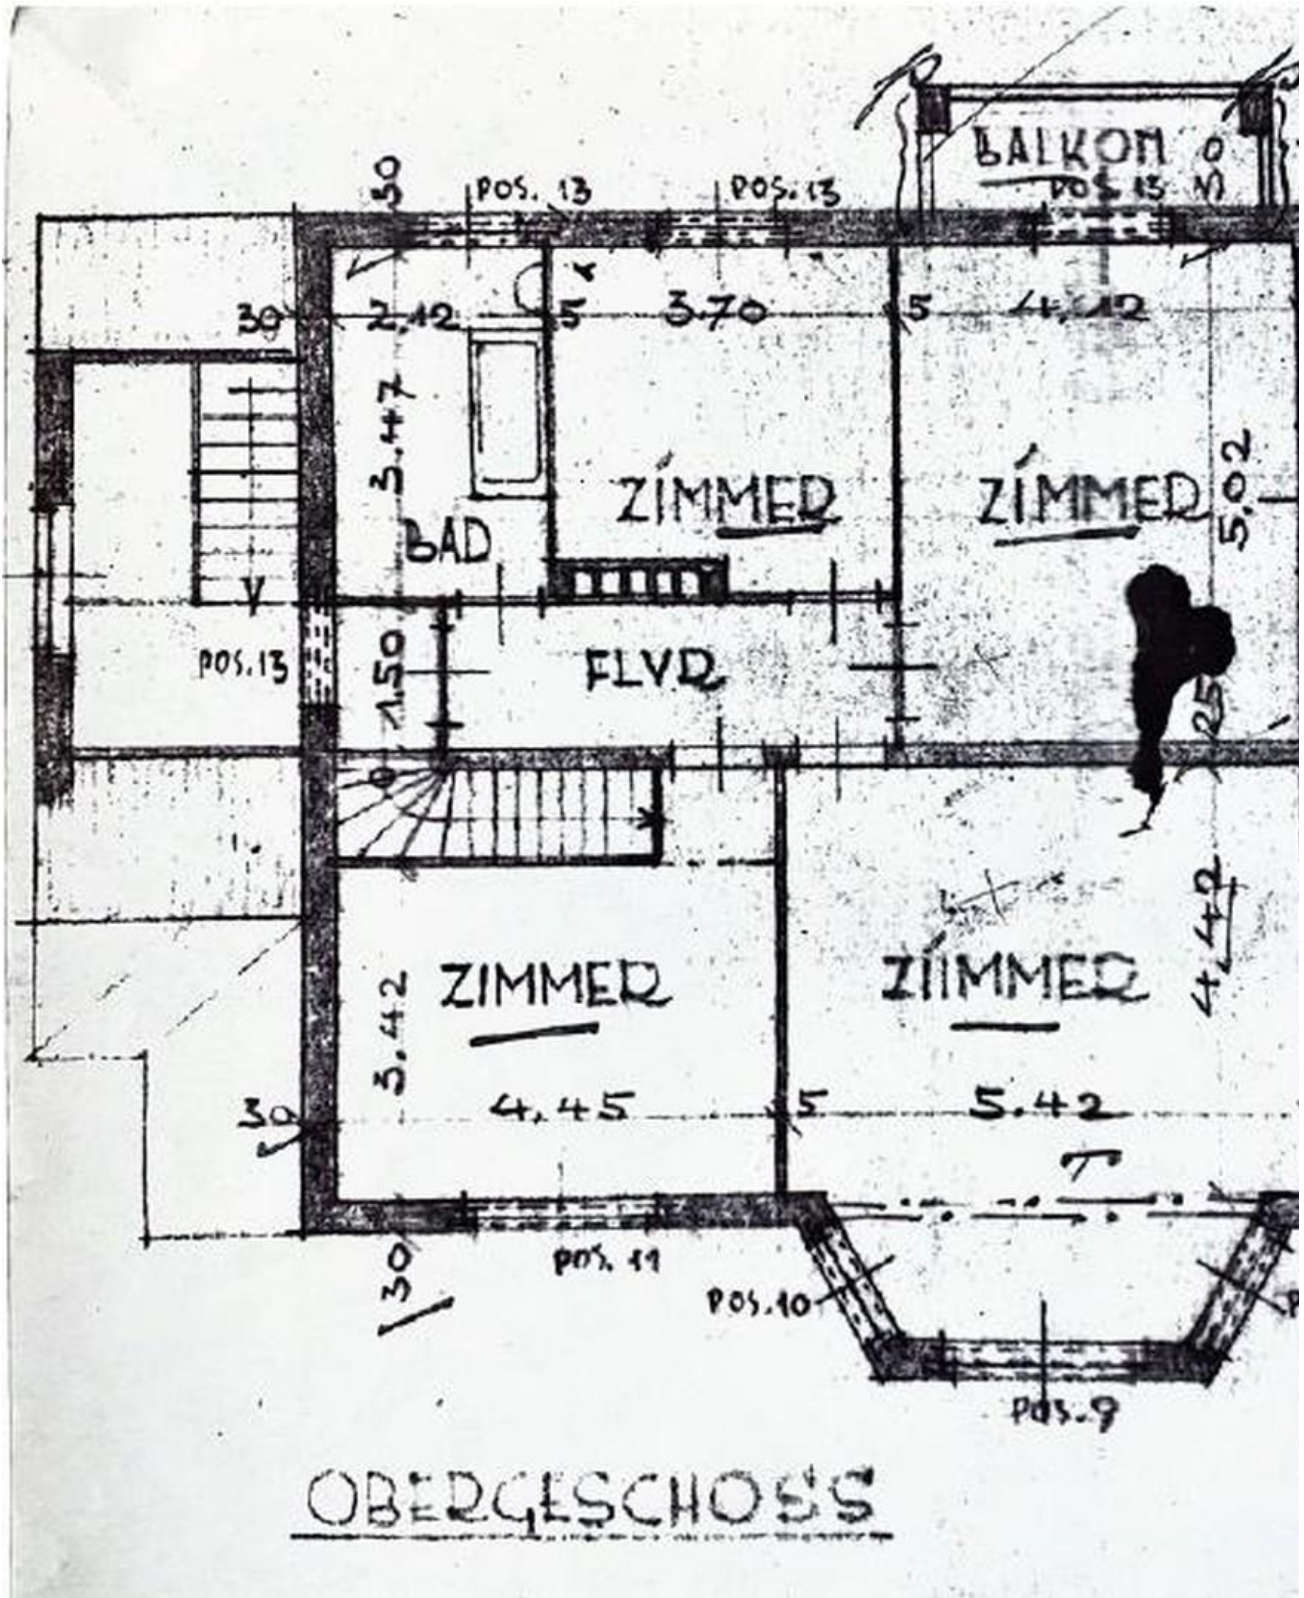 BALKON
30
30
POS. 13
POS. 13
POS. 13
30
2.12
5
3.70
5
4.12
3.47
ZIMMER
ZIMMER
5.02
BAD
POS.13
1.50
FLUR
25
ZIMMER
ZIMMER
4.42
3.42
30
4.45
5
5.42
30
POS. 11
POS.10
POS.9
OBERGESCHOSS